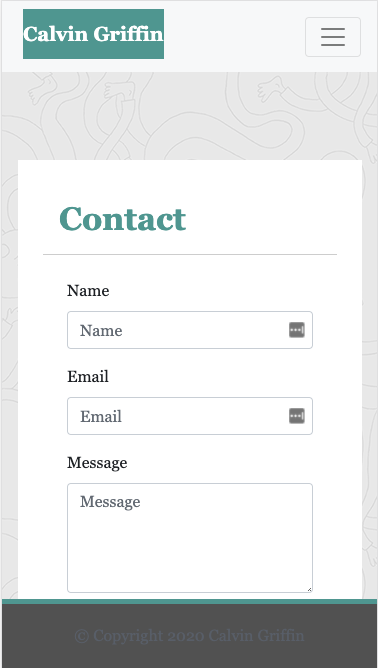 Calvin Griffin
Contact
Name
Name
Email
Email
Message
Message
© Copyright 2020 Calvin Griffin